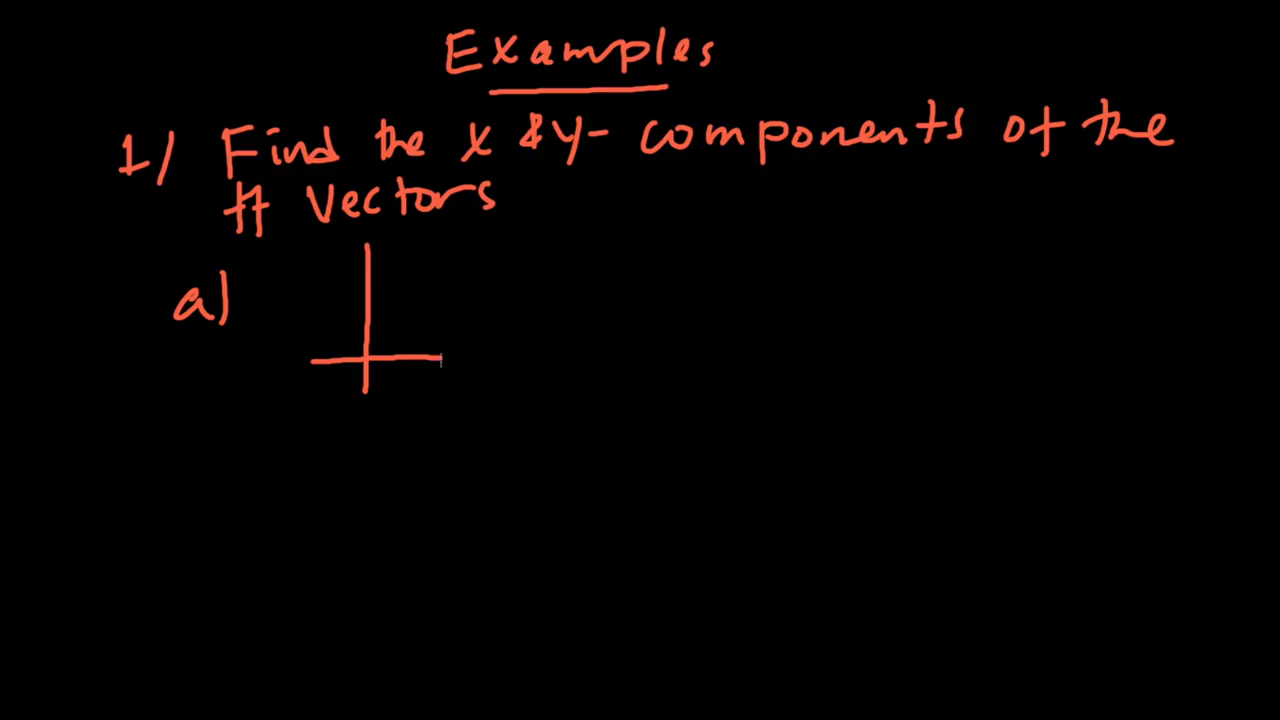 Examples
1/ Find the x & y- components of the
ff vectors
a)